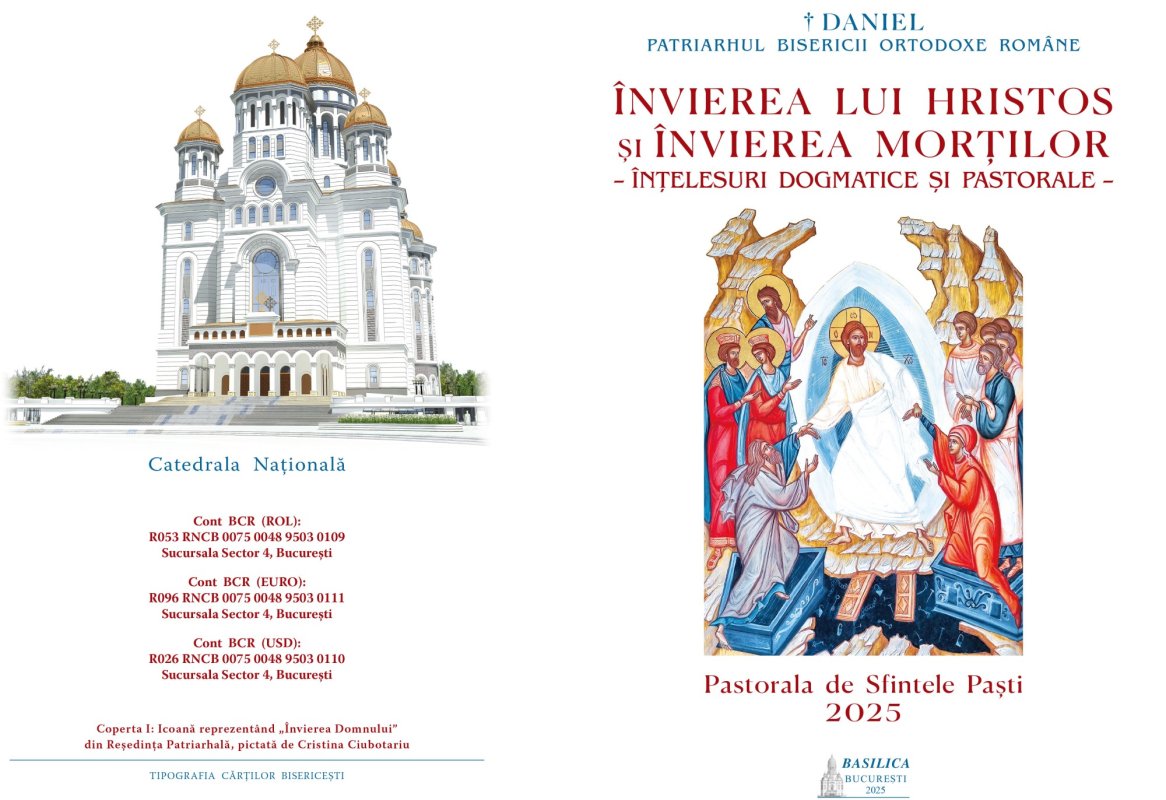 Catedrala Națională
Cont BCR (ROL):
R053 RNCB 0075 0048 9503 0109
Sucursala Sector 4, București
Cont BCR (EURO):
R096 RNCB 0075 0048 9503 0111
Sucursala Sector 4, București
Cont BCR (USD):
R026 RNCB 0075 0048 9503 0110
Sucursala Sector 4, București
Coperta I: Icoană reprezentând „Învierea Domnului”
din Reședința Patriarhală, pictată de Cristina Ciubotariu
TIPOGRAFIA CĂRȚILOR BISERICEȘTI
† DANIEL
PATRIARHUL BISERICII ORTODOXE ROMÂNE
ÎNVIEREA LUI HRISTOS
ȘI ÎNVIEREA MORȚILOR
– ÎNȚELESURI DOGMATICE ȘI PASTORALE –
Pastorala de Sfintele Paști
2025
BASILICA
BUCUREȘTI
2025